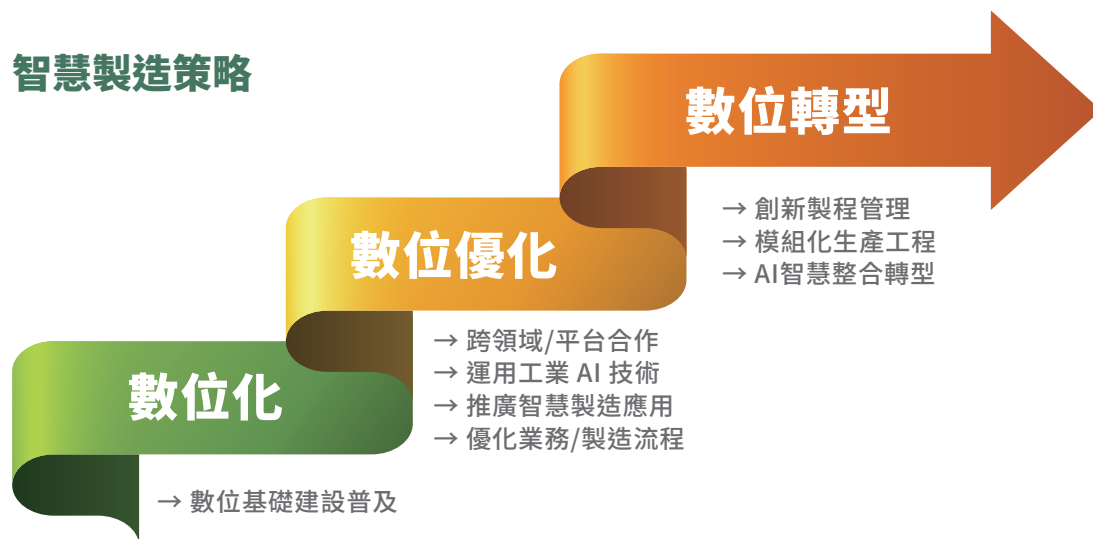 智慧製造策略
數位轉型
→ 創新製程管理
→ 模組化生產工程
→ AI智慧整合轉型
數位優化
→ 跨領域/平台合作
→ 運用工業 AI 技術
→ 推廣智慧製造應用
→ 優化業務/製造流程
數位化
→ 數位基礎建設普及